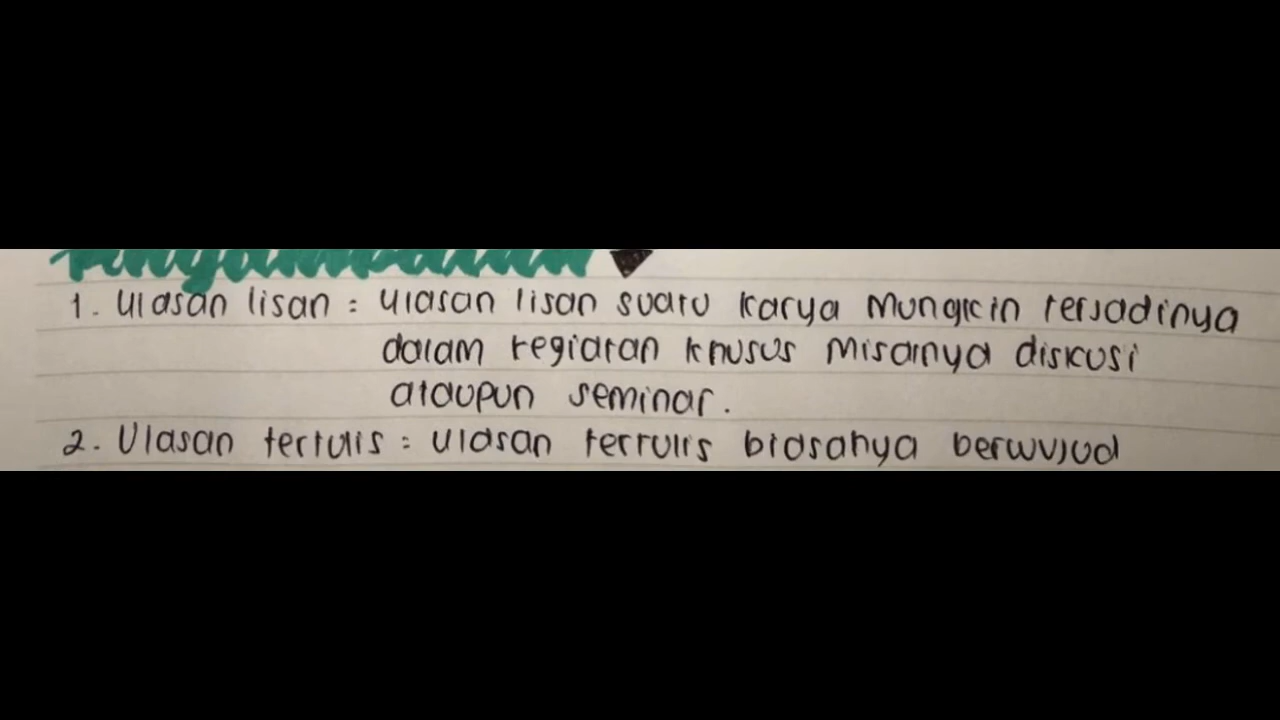 1. Ulasan lisan : ulasan lisan suatu karya mungkin terjadinya
dalam kegiatan khusus misalnya diskusi
ataupun seminar.
2. Ulasan tertulis : ulasan tertulis biasanya berwujud